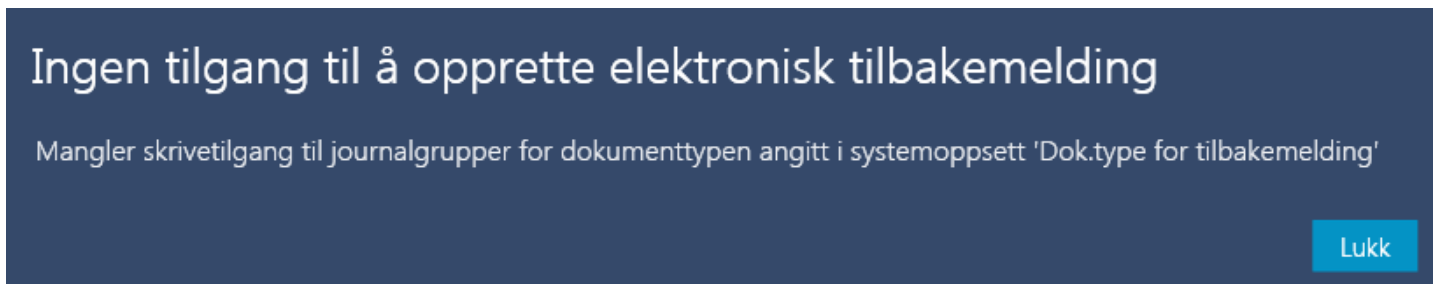 Ingen tilgang til å opprette elektronisk tilbakemelding
Mangler skrivetilgang til journalgrupper for dokumenttypen angitt i systemoppsett 'Dok.type for tilbakemelding'
Lukk